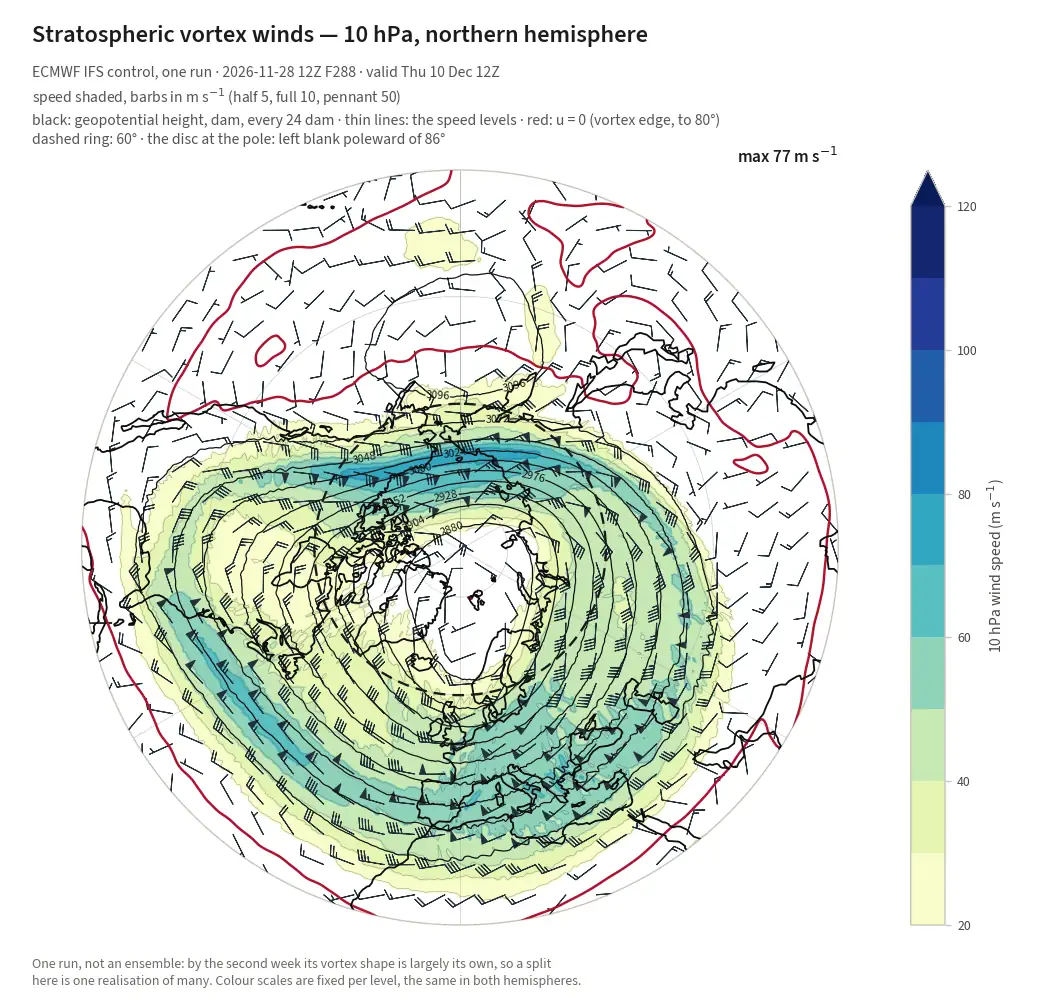 Stratospheric vortex winds — 10 hPa, northern hemisphere
ECMWF IFS control, one run · 2026-11-28 12Z F288 · valid Thu 10 Dec 12Z
speed shaded, barbs in m s⁻¹ (half 5, full 10, pennant 50)
black: geopotential height, dam, every 24 dam · thin lines: the speed levels · red: u = 0 (vortex edge, to 80°)
dashed ring: 60° · the disc at the pole: left blank poleward of 86°
max 77 m s⁻¹
120
100
80
60
40
20
10 hPa wind speed (m s⁻¹)
3096
3096
3048
3000
2976
2928
2880
One run, not an ensemble: by the second week its vortex shape is largely its own, so a split
here is one realisation of many. Colour scales are fixed per level, the same in both hemispheres.